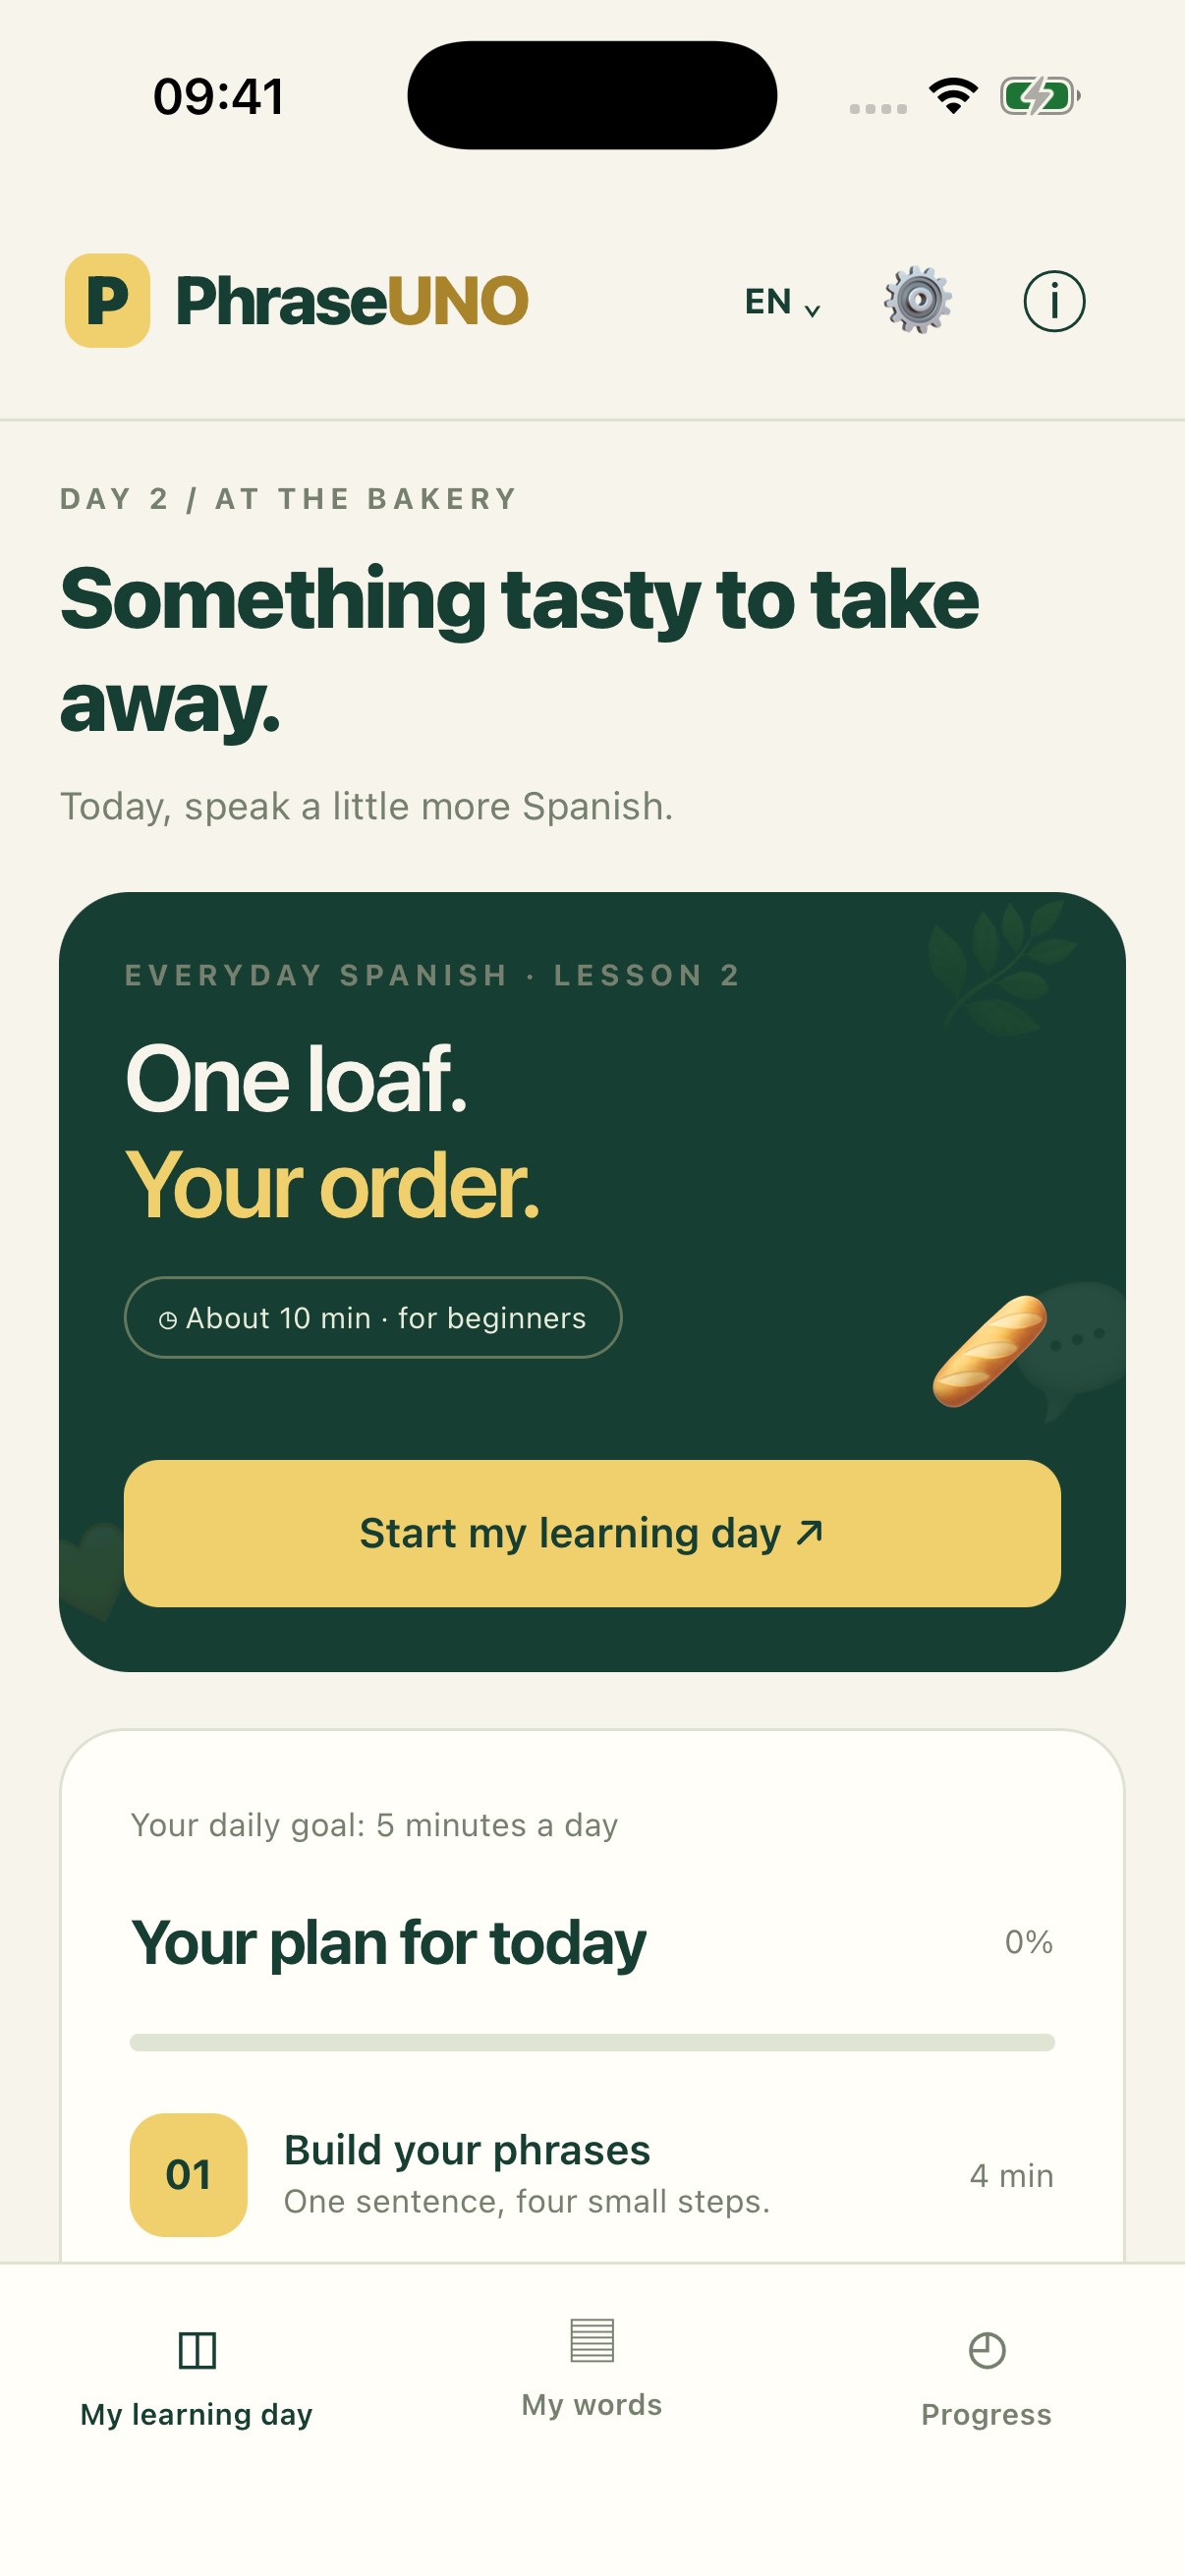 09:41
P PhraseUNO EN
DAY 2 / AT THE BAKERY
Something tasty to take
away.
Today, speak a little more Spanish.
EVERYDAY SPANISH · LESSON 2
One loaf.
Your order.
About 10 min · for beginners
Start my learning day ↗
Your daily goal: 5 minutes a day
Your plan for today 0%
01 Build your phrases 4 min
One sentence, four small steps.
My learning day My words Progress